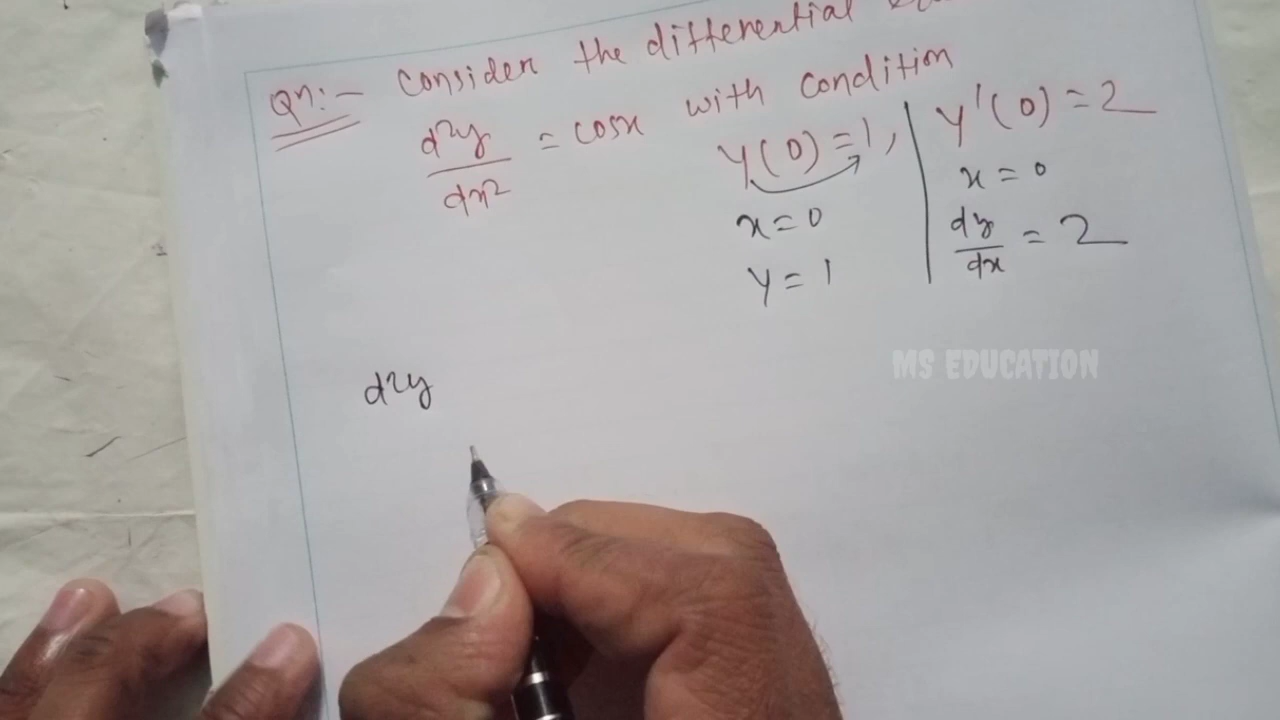 Qn:- Consider the differential
d²y/dx² = cosx with condition
y(0) = 1, y'(0) = 2
x = 0
y = 1
x = 0
dy/dx = 2
MS EDUCATION
d²y